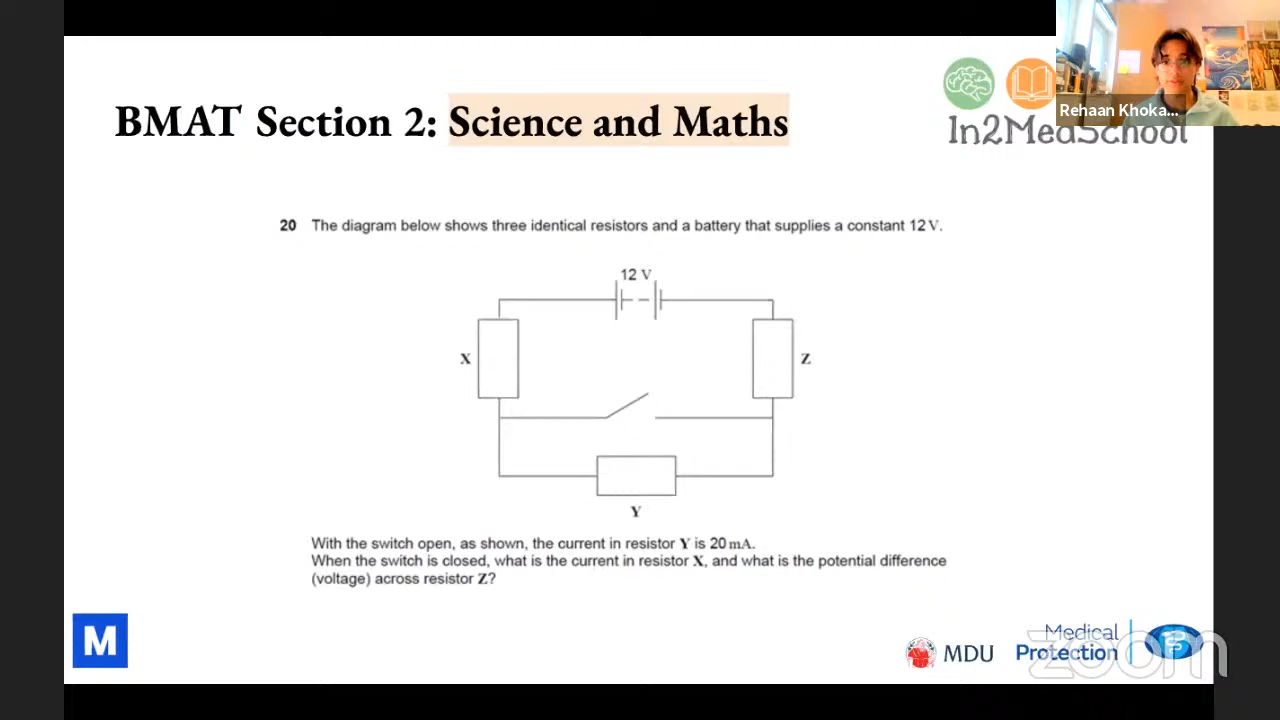 BMAT Section 2: Science and Maths
In2MedSchool
Rehaan Khoka...
20 The diagram below shows three identical resistors and a battery that supplies a constant 12 V.
12 V
X
Z
Y
With the switch open, as shown, the current in resistor Y is 20 mA.
When the switch is closed, what is the current in resistor X, and what is the potential difference
(voltage) across resistor Z?
M
MDU
Medical
Protection
zoom